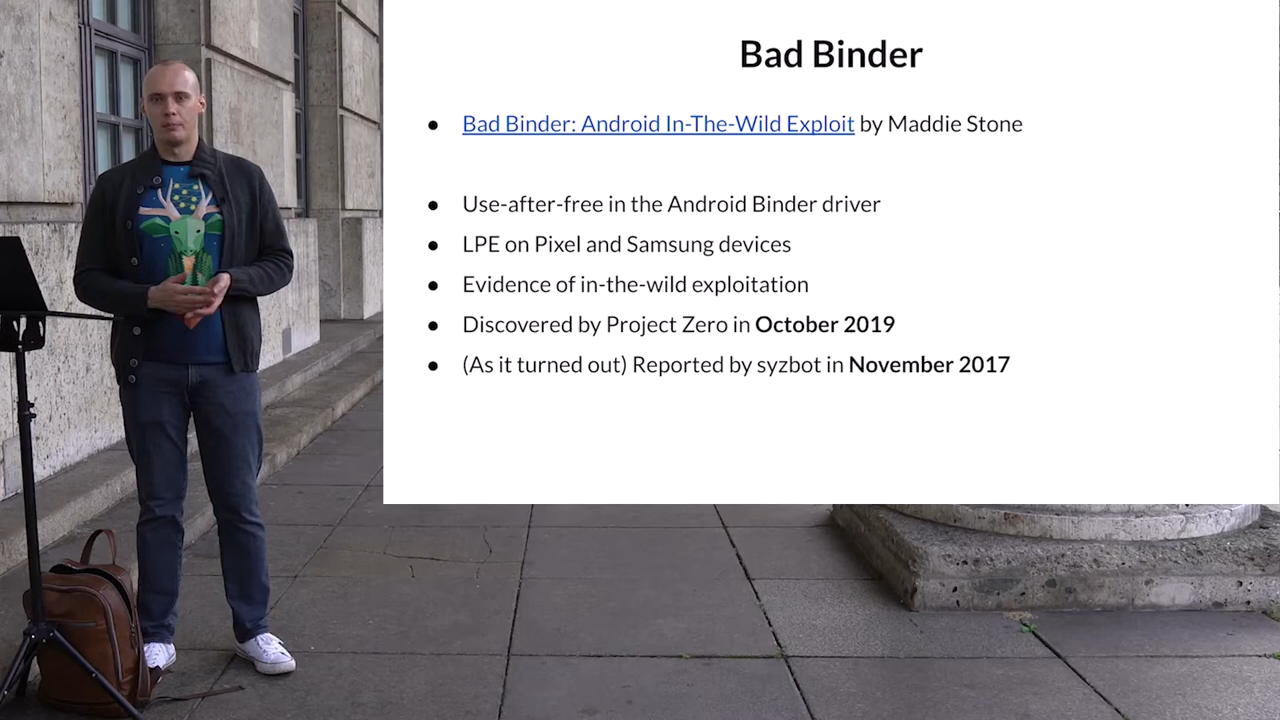 Bad Binder
● Bad Binder: Android In-The-Wild Exploit by Maddie Stone
● Use-after-free in the Android Binder driver
● LPE on Pixel and Samsung devices
● Evidence of in-the-wild exploitation
● Discovered by Project Zero in October 2019
● (As it turned out) Reported by syzbot in November 2017